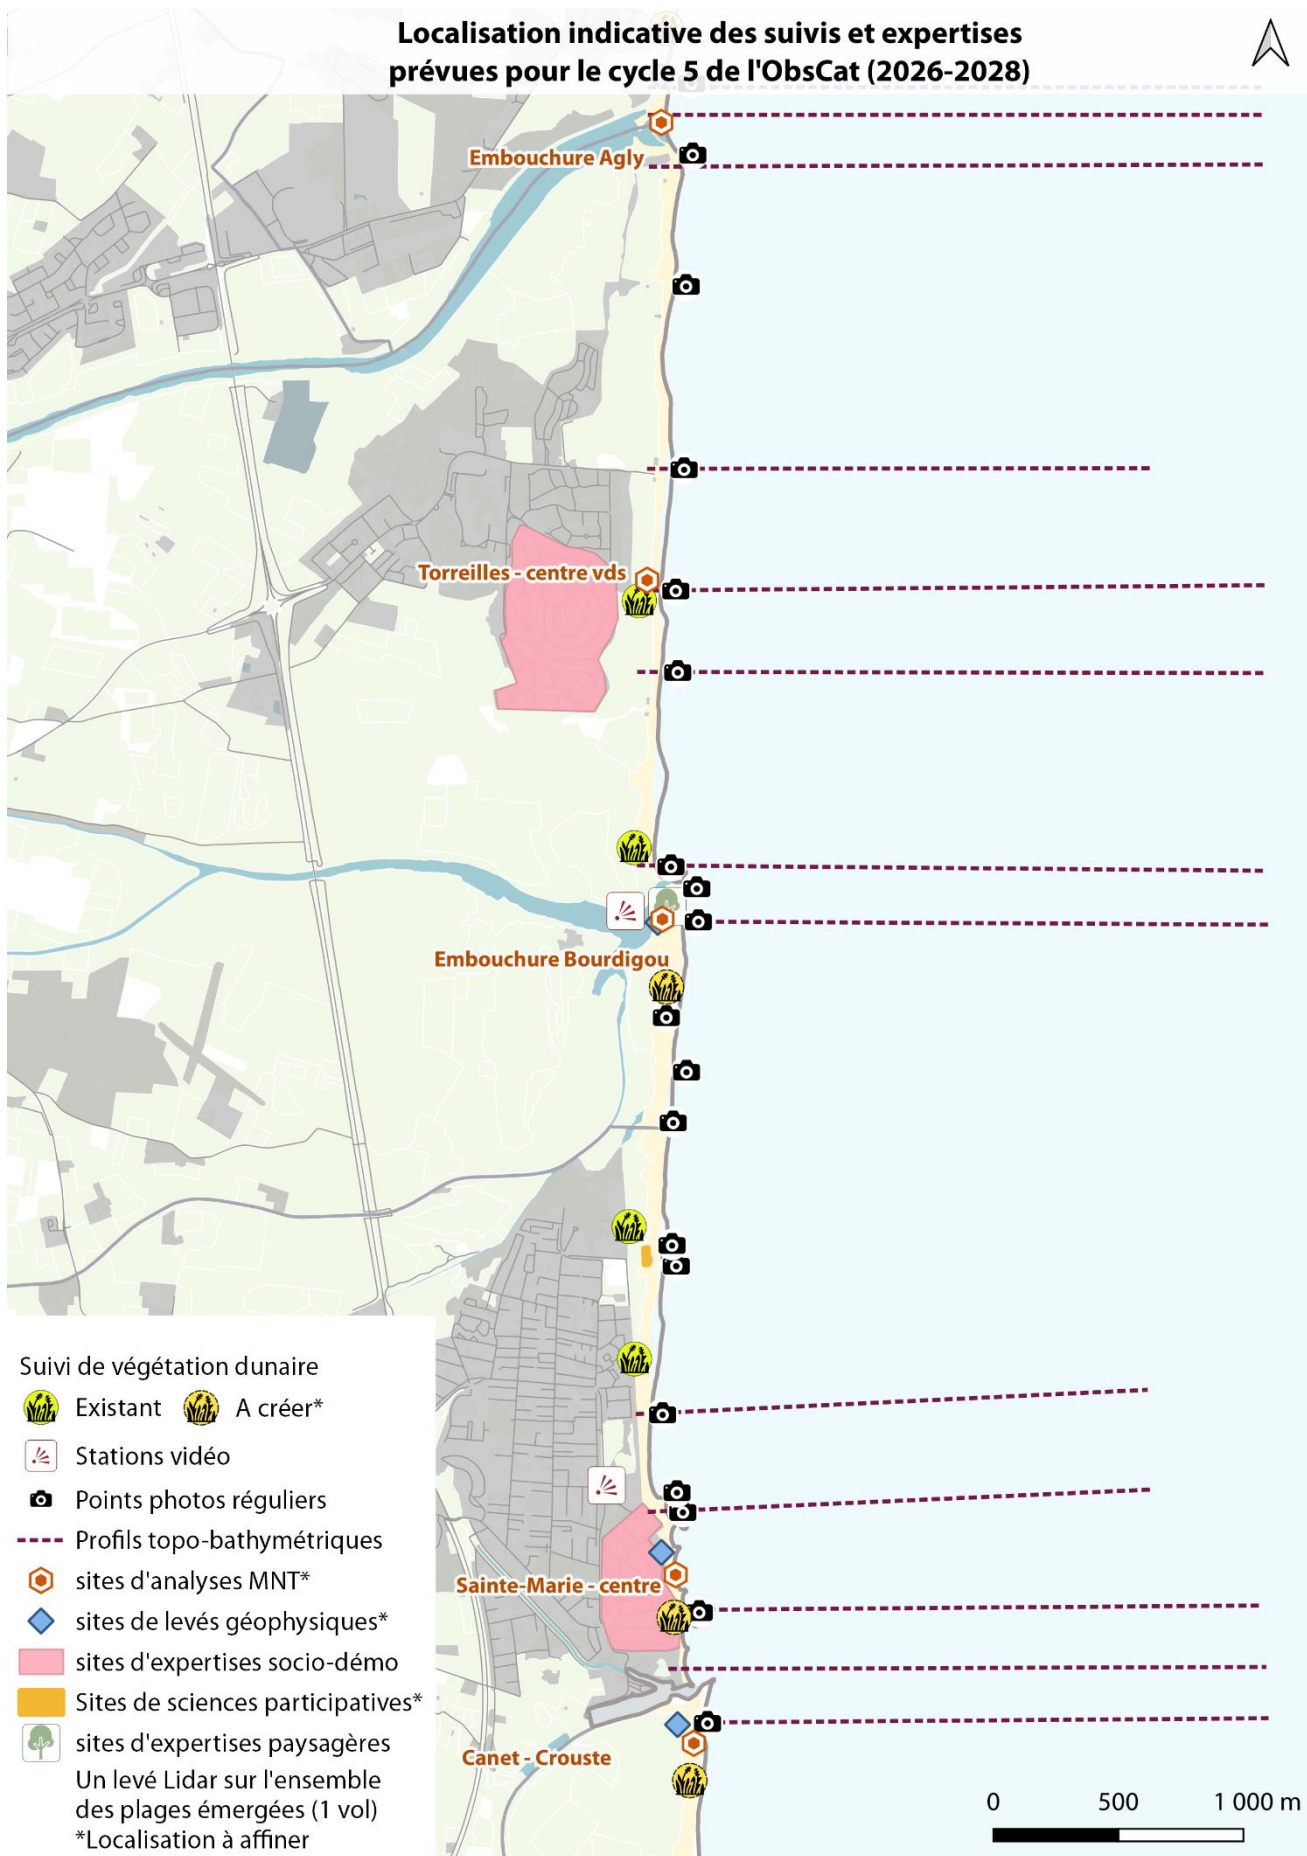 Localisation indicative des suivis et expertises
prévues pour le cycle 5 de l'ObsCat (2026-2028)
Embouchure Agly
Torreilles - centre vds
Embouchure Bourdigou
Sainte-Marie - centre
Canet - Crouste
Suivi de végétation dunaire
Existant A créer*
Stations vidéo
Points photos réguliers
Profils topo-bathymétriques
sites d'analyses MNT*
sites de levés géophysiques*
sites d'expertises socio-démo
Sites de sciences participatives*
sites d'expertises paysagères
Un levé Lidar sur l'ensemble
des plages émergées (1 vol)
*Localisation à affiner
0 500 1 000 m